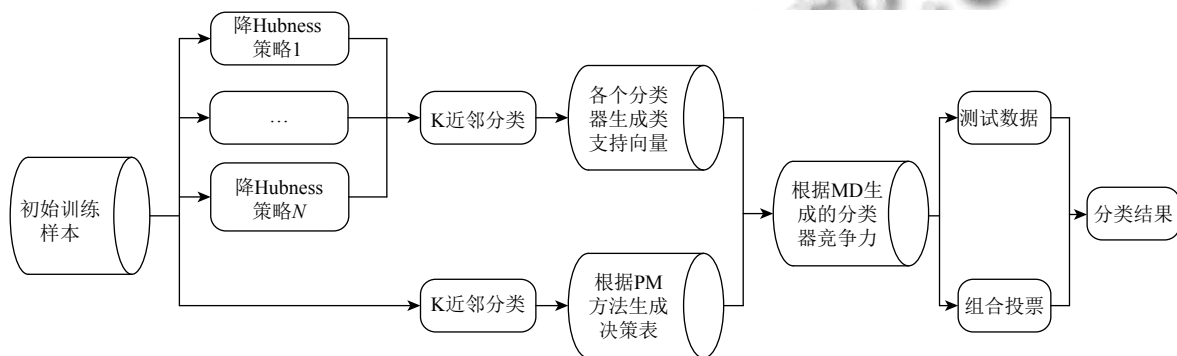 降Hubness
策略1
…
降Hubness
策略N
初始训练
样本
K近邻分类
各个分类
器生成类
支持向量
K近邻分类
根据PM
方法生成
决策表
根据MD生
成的分类
器竞争力
测试数据
组合投票
分类结果